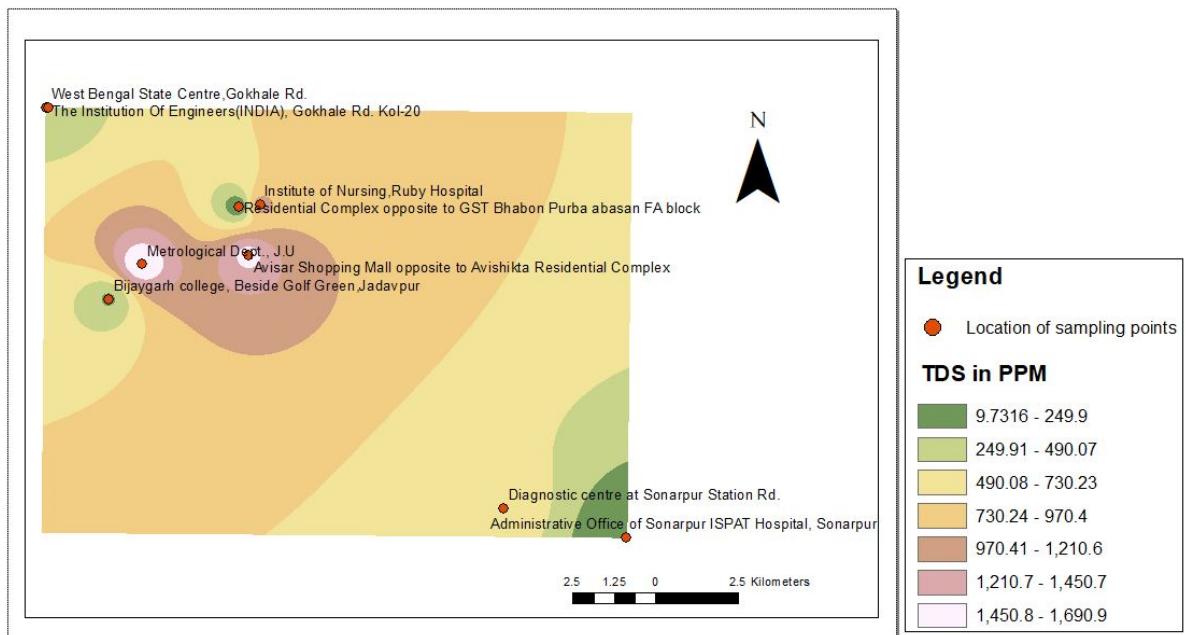 West Bengal State Centre,Gokhale Rd.
The Institution Of Engineers(INDIA), Gokhale Rd. Kol-20
N
Institute of Nursing,Ruby Hospital
Residential Complex opposite to GST Bhabon Purba abasan FA block
Metrological Dept., J.U
Avisar Shopping Mall opposite to Avishikta Residential Complex
Bijaygarh college, Beside Golf Green,Jadavpur
Diagnostic centre at Sonarpur Station Rd.
Administrative Office of Sonarpur ISPAT Hospital, Sonarpur
2.5 1.25 0 2.5 Kilometers
Legend
Location of sampling points
TDS in PPM
9.7316 - 249.9
249.91 - 490.07
490.08 - 730.23
730.24 - 970.4
970.41 - 1,210.6
1,210.7 - 1,450.7
1,450.8 - 1,690.9